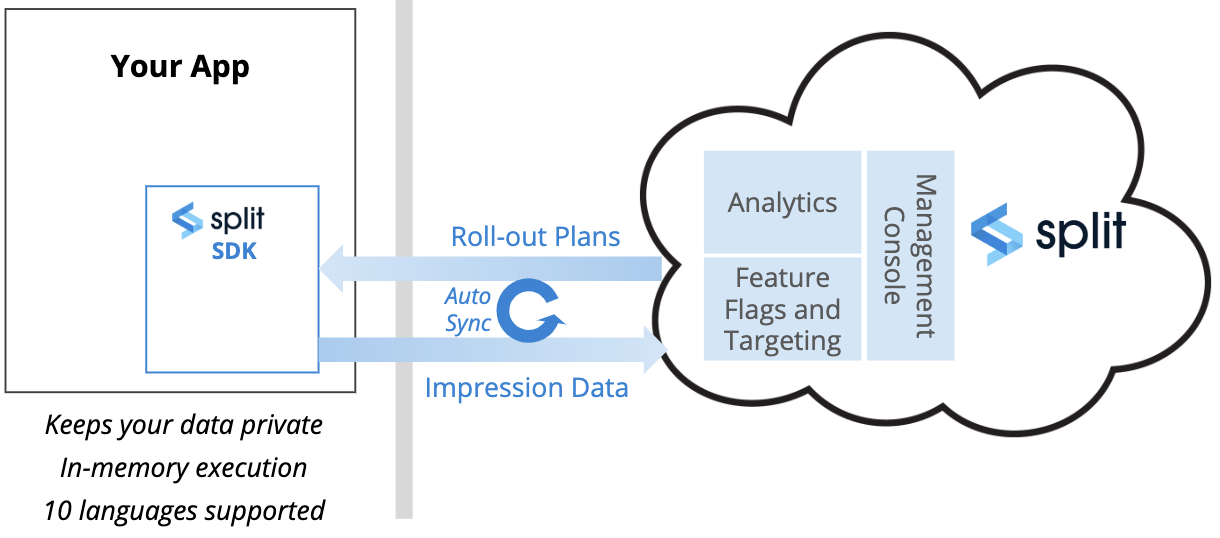 Your App
split
SDK
Keeps your data private
In-memory execution
10 languages supported
Roll-out Plans
Auto
Sync
Impression Data
Analytics
Feature
Flags and
Targeting
Management
Console
split